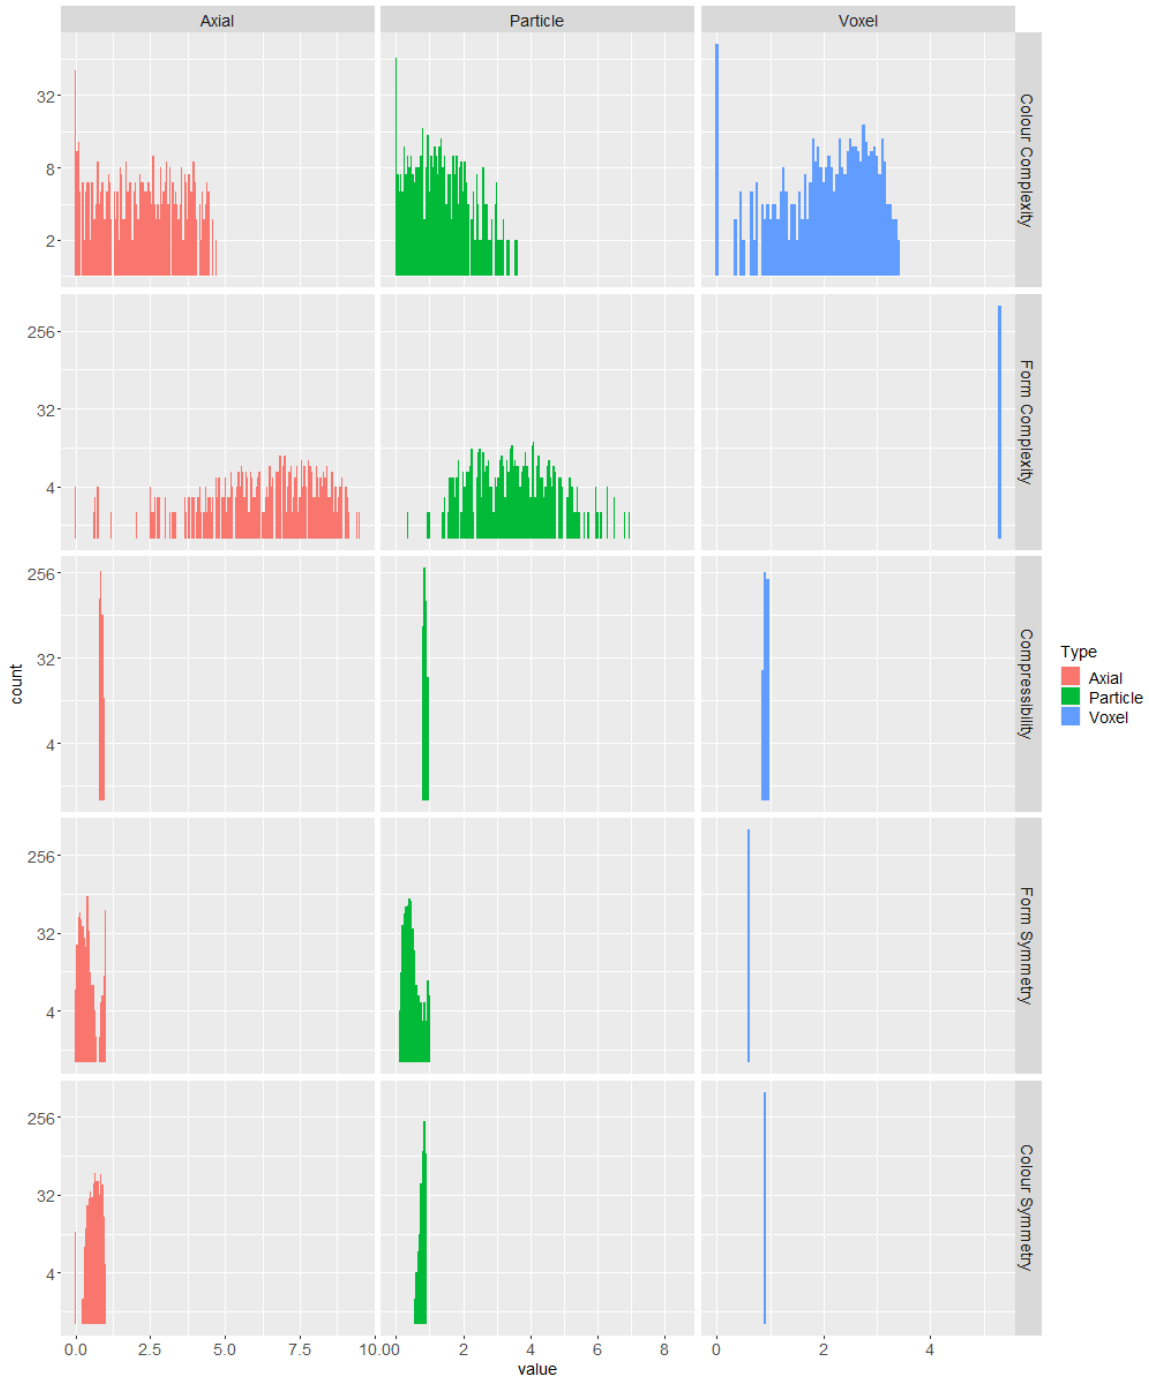 Axial Particle Voxel
32
8
2
Colour Complexity
256
32
4
Form Complexity
256
32
4
Compressibility
256
32
4
Form Symmetry
256
32
4
Colour Symmetry
count
0.0 2.5 5.0 7.5 10.0 0 2 4 6 8 0 2 4
value
Type
Axial
Particle
Voxel